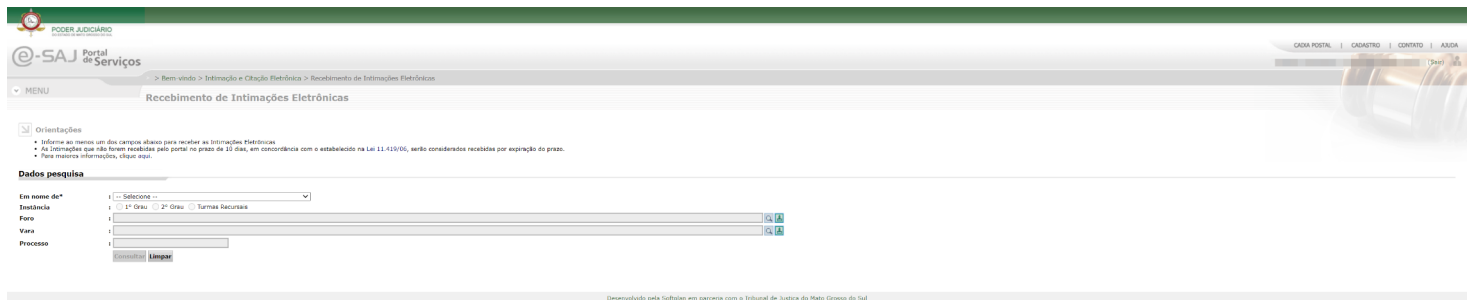 PODER JUDICIÁRIO
e-SAJ Portal de Serviços
CAIXA POSTAL | CADASTRO | CONTATO | AJUDA
> Bem-vindo > Intimação e Citação Eletrônica > Recebimento de Intimações Eletrônicas
MENU
Recebimento de Intimações Eletrônicas
Orientações
• Informe ao menos um dos campos abaixo para receber as Intimações Eletrônicas
• As Intimações que não forem recebidas pelo portal no prazo de 10 dias, em concordância com o estabelecido na Lei 11.419/06, serão considerados recebidas por expiração do prazo.
• Para maiores informações, clique aqui.
Dados pesquisa
Em nome de* : -- Selecione --
Instância : 1º Grau 2º Grau Turmas Recursais
Foro :
Vara :
Processo :
Consultar Limpar
Desenvolvido pela Softplan em parceria com o Tribunal de Justiça do Mato Grosso do Sul